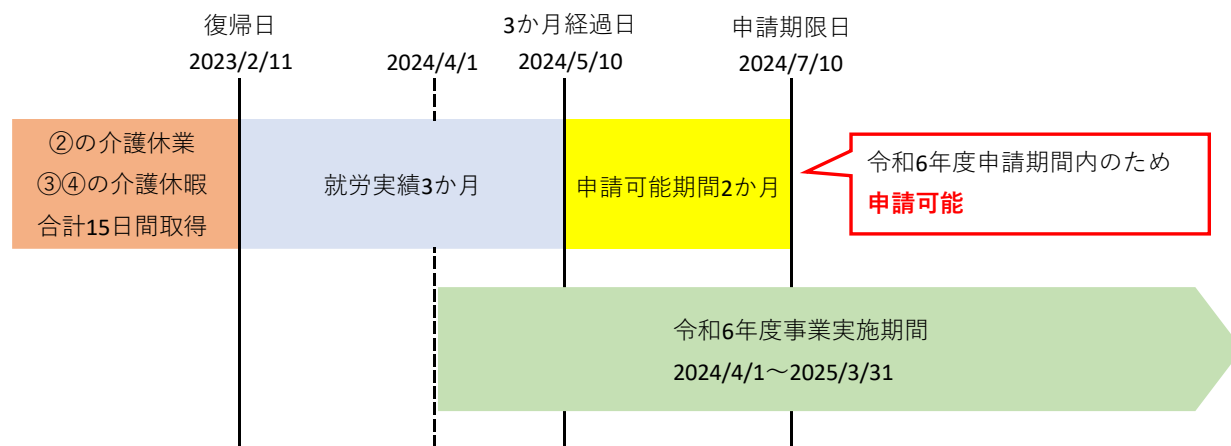 復帰日
2023/2/11
2024/4/1
3か月経過日
2024/5/10
申請期限日
2024/7/10
②の介護休業
③④の介護休暇
合計15日間取得
就労実績3か月
申請可能期間2か月
令和6年度申請期間内のため
申請可能
令和6年度事業実施期間
2024/4/1～2025/3/31